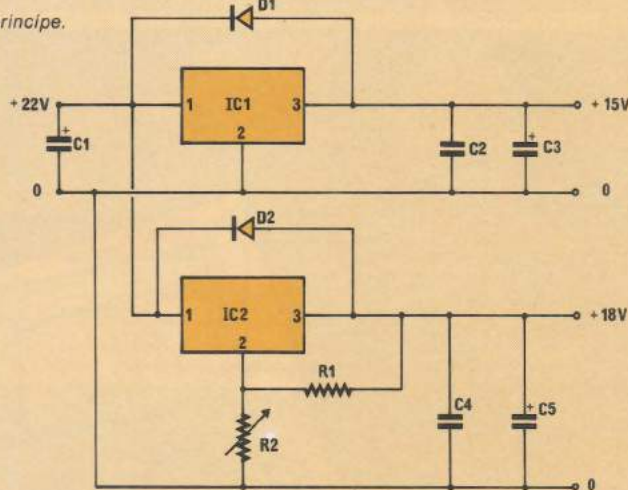 rincipe.
D1
+22V
1 IC1 3
2
+ 15V
C1
+
C2
+
C3
0
0
D2
1 IC2 3
2
+ 18V
R1
R2
C4
+
C5
0